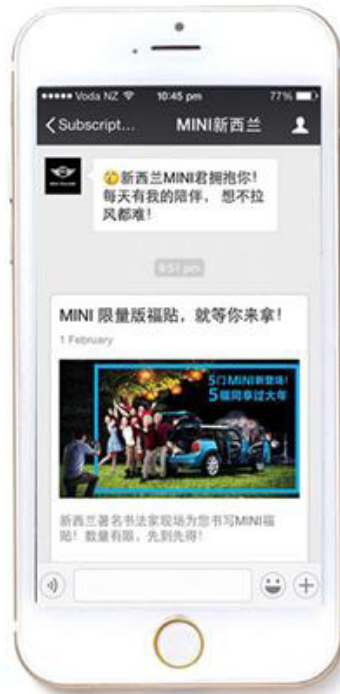 Voda NZ 10:45 pm 77%
Subscript... MINI新西兰
新西兰MINI君拥抱你！
每天有我的陪伴，想不拉
风都难！
9:51 pm
MINI 限量版福贴，就等你来拿！
1 February
5门MINI新登场！
5福同享过大年
新西兰著名书法家现场为您书写MINI福
贴！数量有限，先到先得！